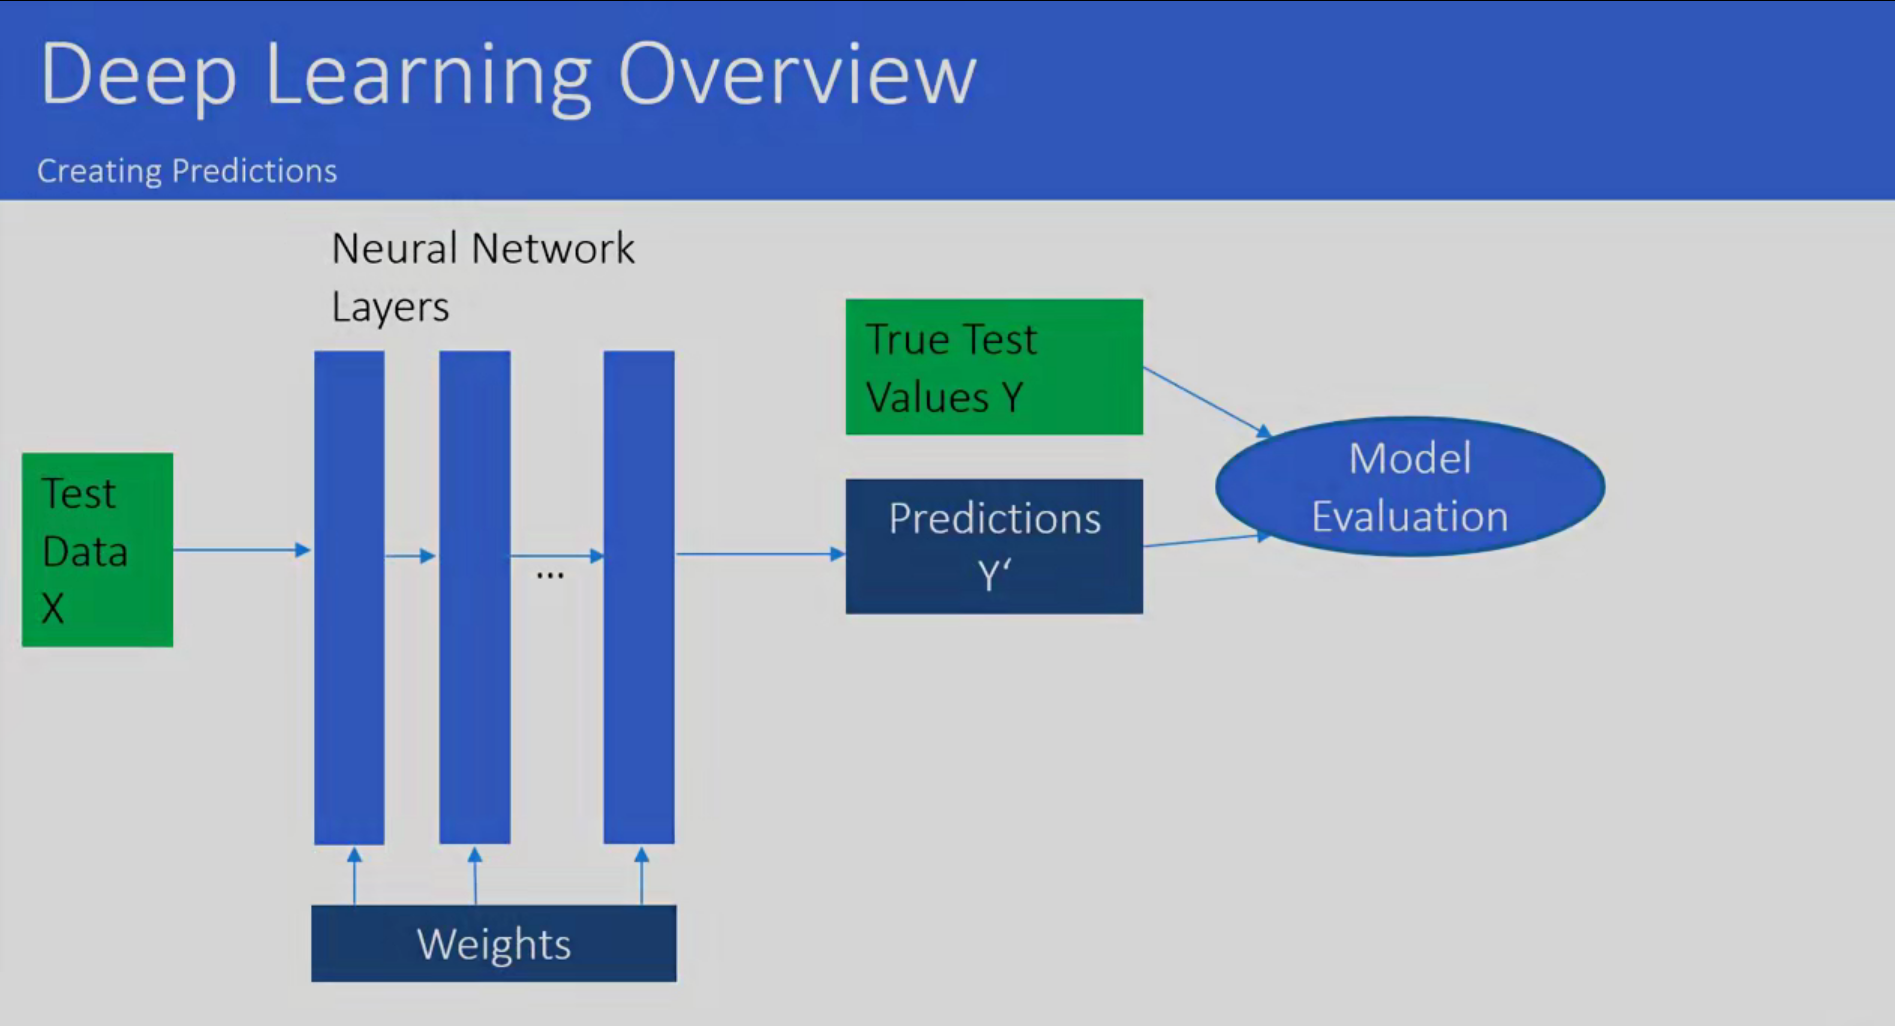 Deep Learning Overview
Creating Predictions
Neural Network
Layers
Test
Data
X
...
True Test
Values Y
Predictions
Y‘
Model
Evaluation
Weights